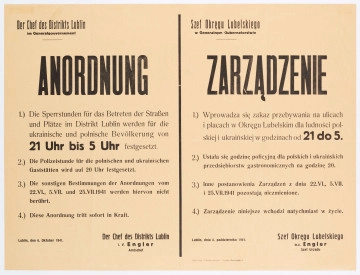 Der Chef des Distrikts Lublin
im Generalgouvernement
ANORDNUNG
1.) Die Sperrstunden für das Betreten der Straßen
und Plätze im Distrikt Lublin werden für die
ukrainische und polnische Bevölkerung von
21 Uhr bis 5 Uhr festgesetzt.
2.) Die Polizeistunde für die polnischen und ukrainischen
Gaststätten wird auf 20 Uhr festgesetzt.
3.) Die sonstigen Bestimmungen der Anordnungen vom
22.VI., 5.VII. und 25.VII.1941 werden hiervon nicht
berührt.
4.) Diese Anordnung tritt sofort in Kraft.
Lublin, den 6. Oktober 1941.
Der Chef des Distrikts Lublin
I. V. Engler
Szef Okręgu Lubelskiego
w Generalnym Gubernatorstwie
ZARZĄDZENIE
1.) Wprowadza się zakaz przebywania na ulicach
i placach w Okręgu Lubelskim dla ludności pol-
skiej i ukraińskiej w godzinach od 21 do 5.
2.) Ustala się godzinę policyjną dla polskich i ukraińskich
przedsiębiorstw gastronomicznych na godzinę 20.
3.) Inne postanowienia Zarządzeń z dnia 22.VI., 5.VII.
i 25.VII.1941 pozostają niezmienione.
4.) Zarządzenie niniejsze wchodzi natychmiast w życie.
Lublin, dnia 6. października 1941.
Szef Okręgu Lubelskiego
Engler